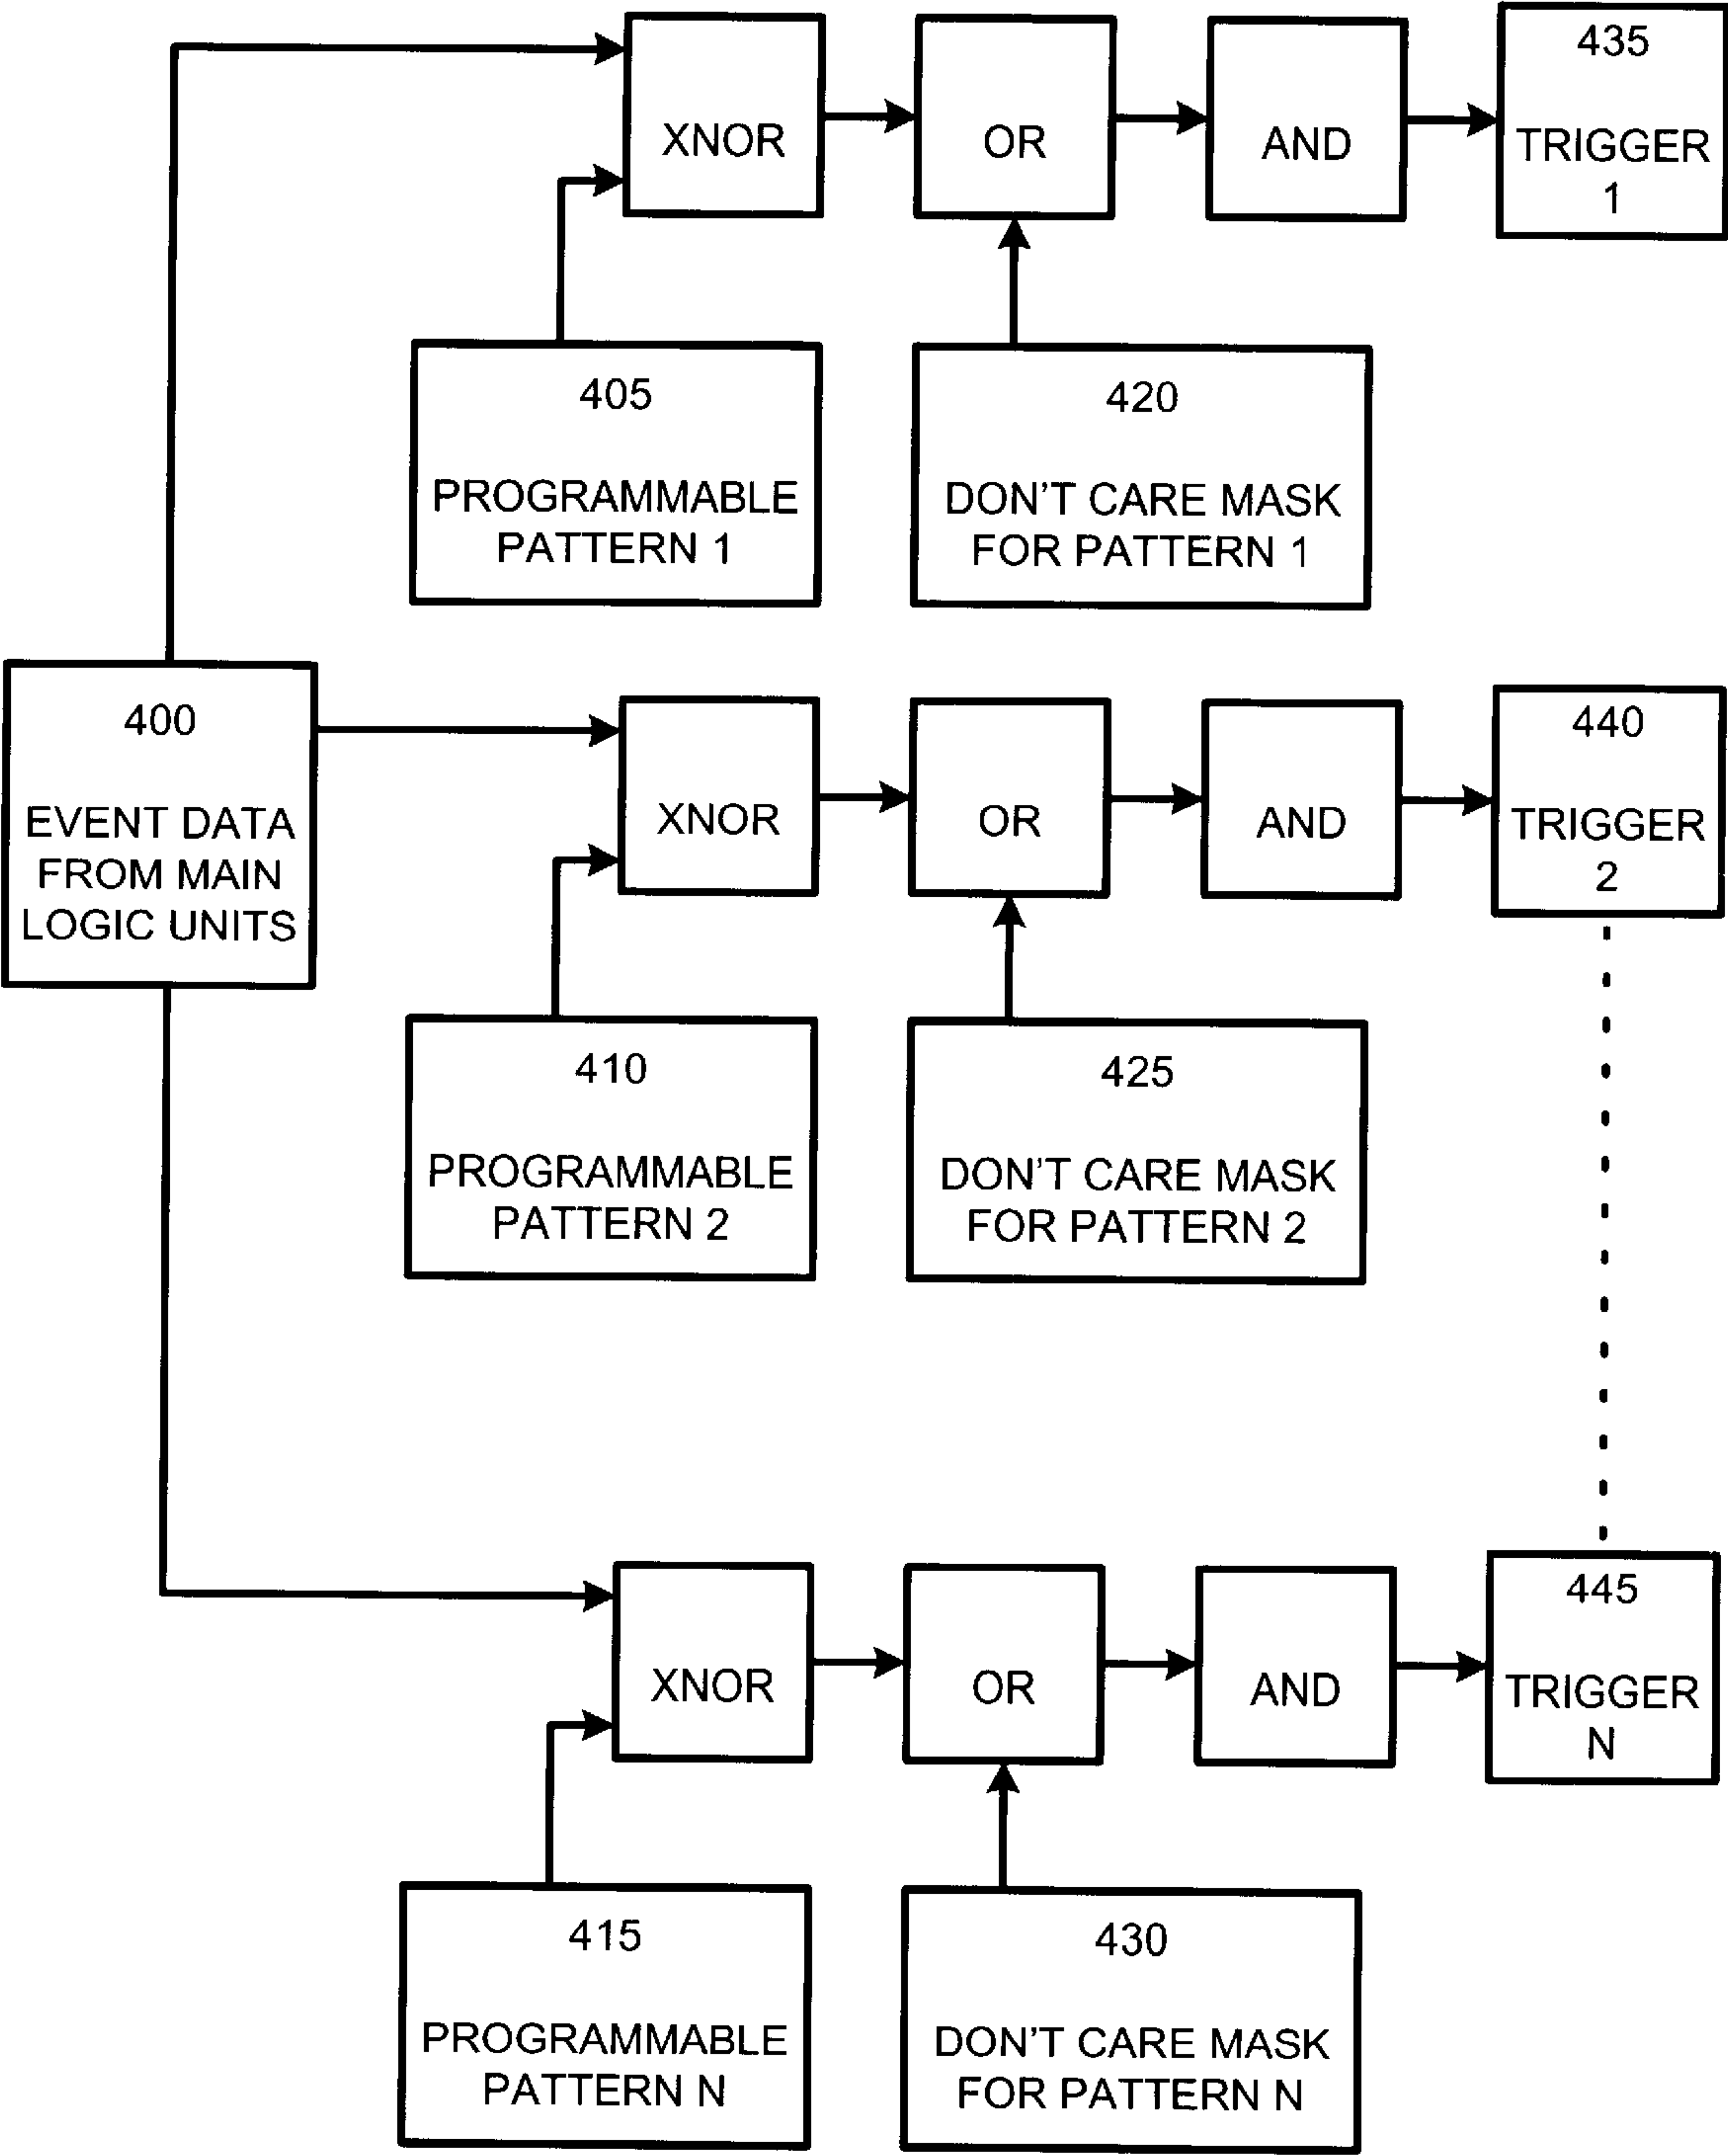 435
XNOR
OR
AND
TRIGGER
1
405
PROGRAMMABLE
PATTERN 1
420
DON'T CARE MASK
FOR PATTERN 1
400
EVENT DATA
FROM MAIN
LOGIC UNITS
XNOR
OR
AND
440
TRIGGER
2
410
PROGRAMMABLE
PATTERN 2
425
DON'T CARE MASK
FOR PATTERN 2
XNOR
OR
AND
445
TRIGGER
N
415
PROGRAMMABLE
PATTERN N
430
DON'T CARE MASK
FOR PATTERN N